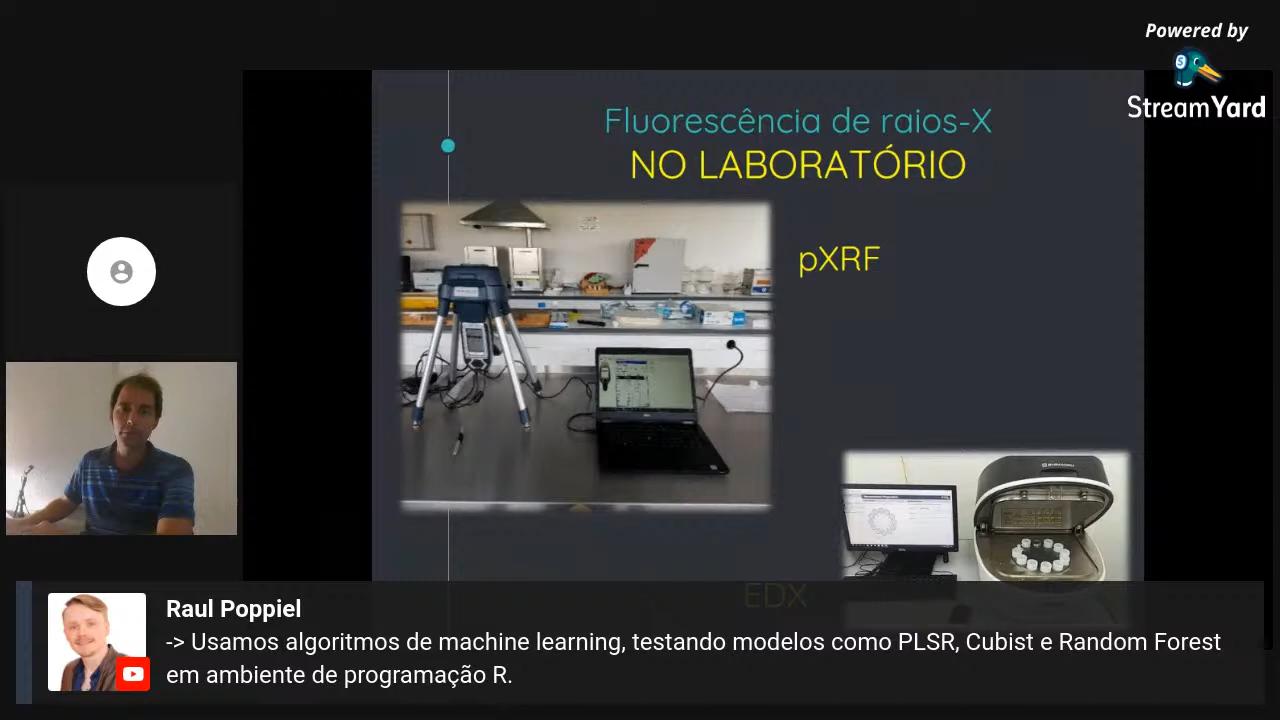 Powered by
StreamYard
Fluorescência de raios-X
NO LABORATÓRIO
pXRF
EDX
Raul Poppiel
-> Usamos algoritmos de machine learning, testando modelos como PLSR, Cubist e Random Forest
em ambiente de programação R.